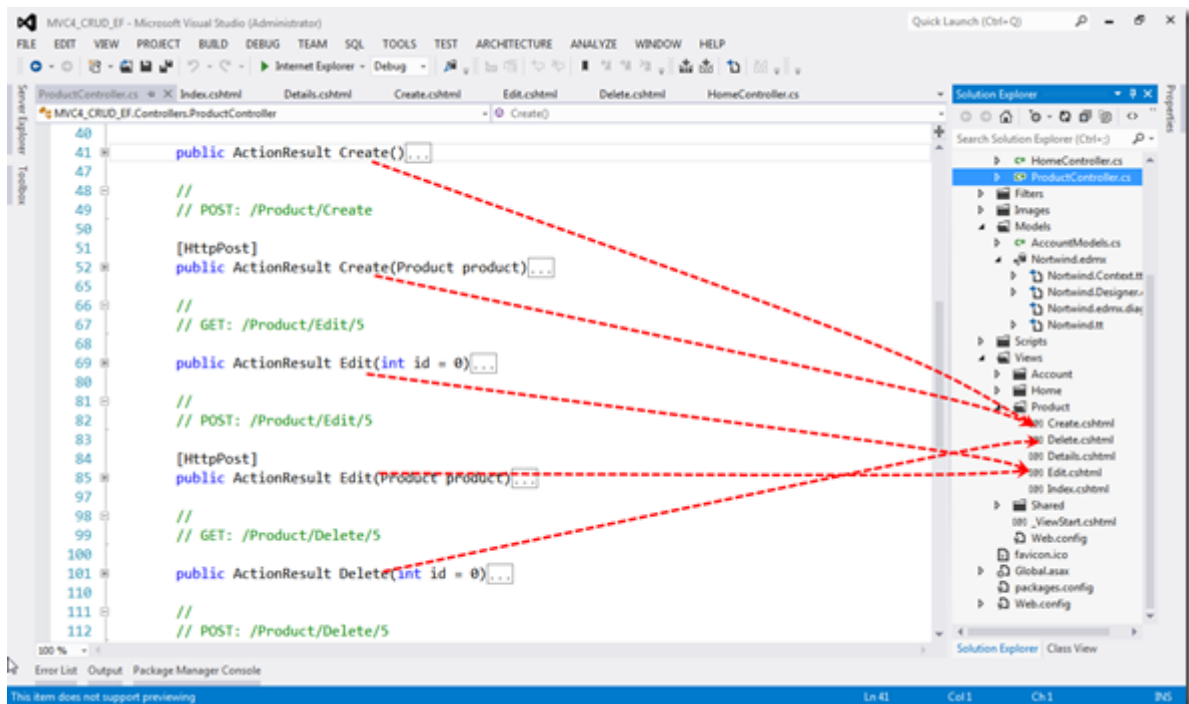 MVC4_CRUD_EF - Microsoft Visual Studio (Administrator)
Quick Launch (Ctrl+Q)
FILE EDIT VIEW PROJECT BUILD DEBUG TEAM SQL TOOLS TEST ARCHITECTURE ANALYZE WINDOW HELP
Internet Explorer Debug
Server Explorer
Toolbox
ProductController.cs Index.cshtml Details.cshtml Create.cshtml Edit.cshtml Delete.cshtml HomeController.cs
MVC4_CRUD_EF.Controllers.ProductController Create()
40
41 public ActionResult Create()...
47
48 //
49 // POST: /Product/Create
50
51 [HttpPost]
52 public ActionResult Create(Product product)...
65
66 //
67 // GET: /Product/Edit/5
68
69 public ActionResult Edit(int id = 0)...
80
81 //
82 // POST: /Product/Edit/5
83
84 [HttpPost]
85 public ActionResult Edit(Product product)...
97
98 //
99 // GET: /Product/Delete/5
100
101 public ActionResult Delete(int id = 0)...
110
111 //
112 // POST: /Product/Delete/5
100 %
Solution Explorer
Search Solution Explorer (Ctrl+;)
HomeController.cs
ProductController.cs
Filters
Images
Models
AccountModels.cs
Nortwind.edmx
Nortwind.Context.tt
Nortwind.Designer.
Nortwind.edmx.diag
Nortwind.tt
Scripts
Views
Account
Home
Product
Create.cshtml
Delete.cshtml
Details.cshtml
Edit.cshtml
Index.cshtml
Shared
_ViewStart.cshtml
Web.config
favicon.ico
Global.asax
packages.config
Web.config
Solution Explorer Class View
Properties
Error List Output Package Manager Console
This item does not support previewing Ln 41 Col 1 Ch 1 INS